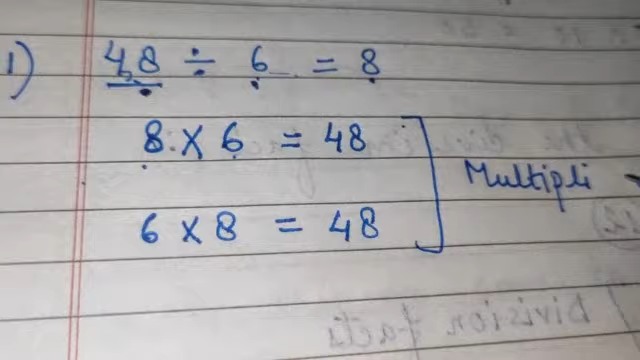 1) 48 ÷ 6 = 8
8 × 6 = 48
6 × 8 = 48
Multipli